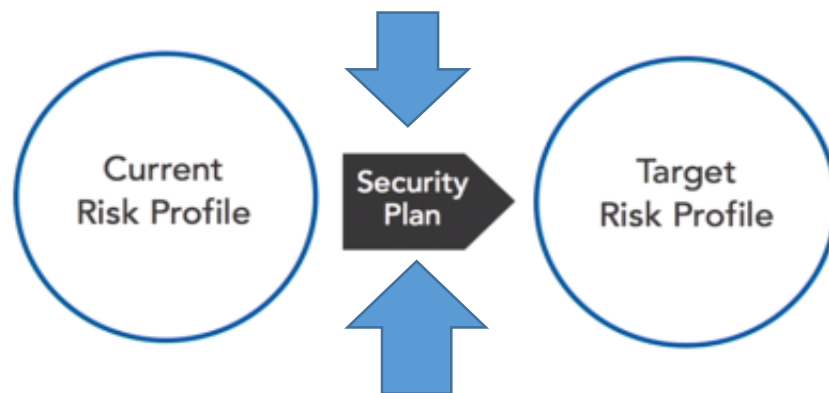 Current
Risk Profile
Security
Plan
Target
Risk Profile